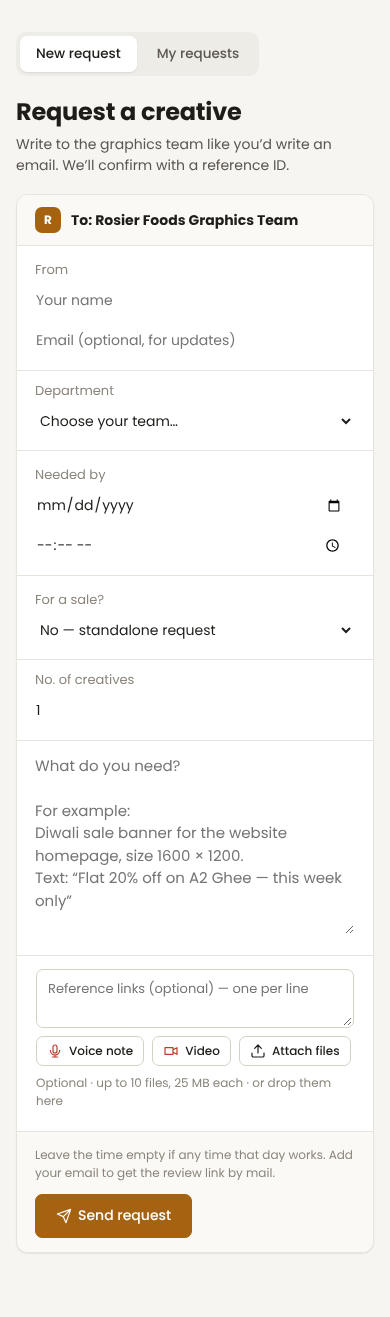 New request
My requests
Request a creative
Write to the graphics team like you’d write an
email. We’ll confirm with a reference ID.
R
To: Rosier Foods Graphics Team
From
Your name
Email (optional, for updates)
Department
Choose your team…
Needed by
mm/dd/yyyy
--:-- --
For a sale?
No — standalone request
No. of creatives
1
What do you need?
For example:
Diwali sale banner for the website
homepage, size 1600 × 1200.
Text: “Flat 20% off on A2 Ghee — this week
only”
Reference links (optional) — one per line
Voice note
Video
Attach files
Optional · up to 10 files, 25 MB each · or drop them
here
Leave the time empty if any time that day works. Add
your email to get the review link by mail.
Send request